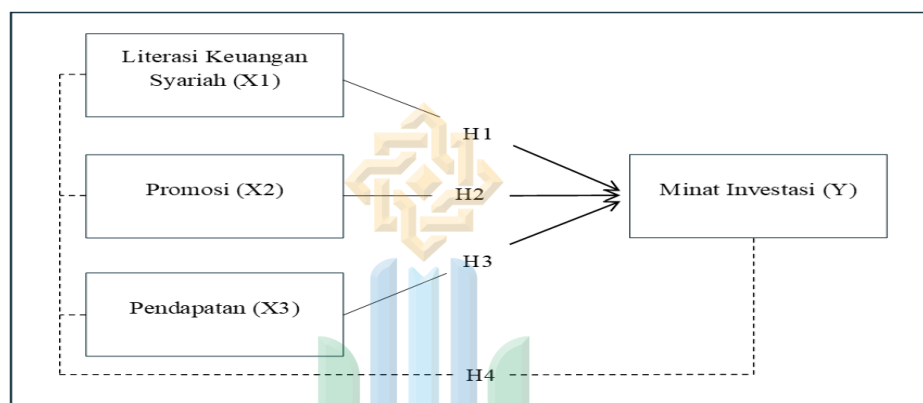 Literasi Keuangan
Syariah (X1)
H1
Promosi (X2)
H2
Minat Investasi (Y)
H3
Pendapatan (X3)
H4